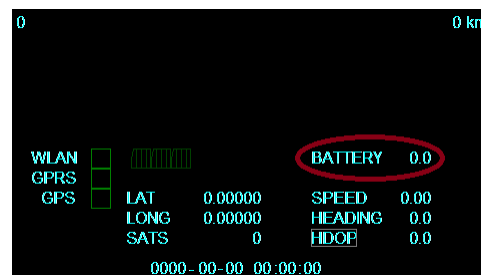 0 0 km
WLAN BATTERY 0.0
GPRS
GPS LAT 0.00000 SPEED 0.00
LONG 0.00000 HEADING 0.0
SATS 0 HDOP 0.0
0000-00-00 00:00:00